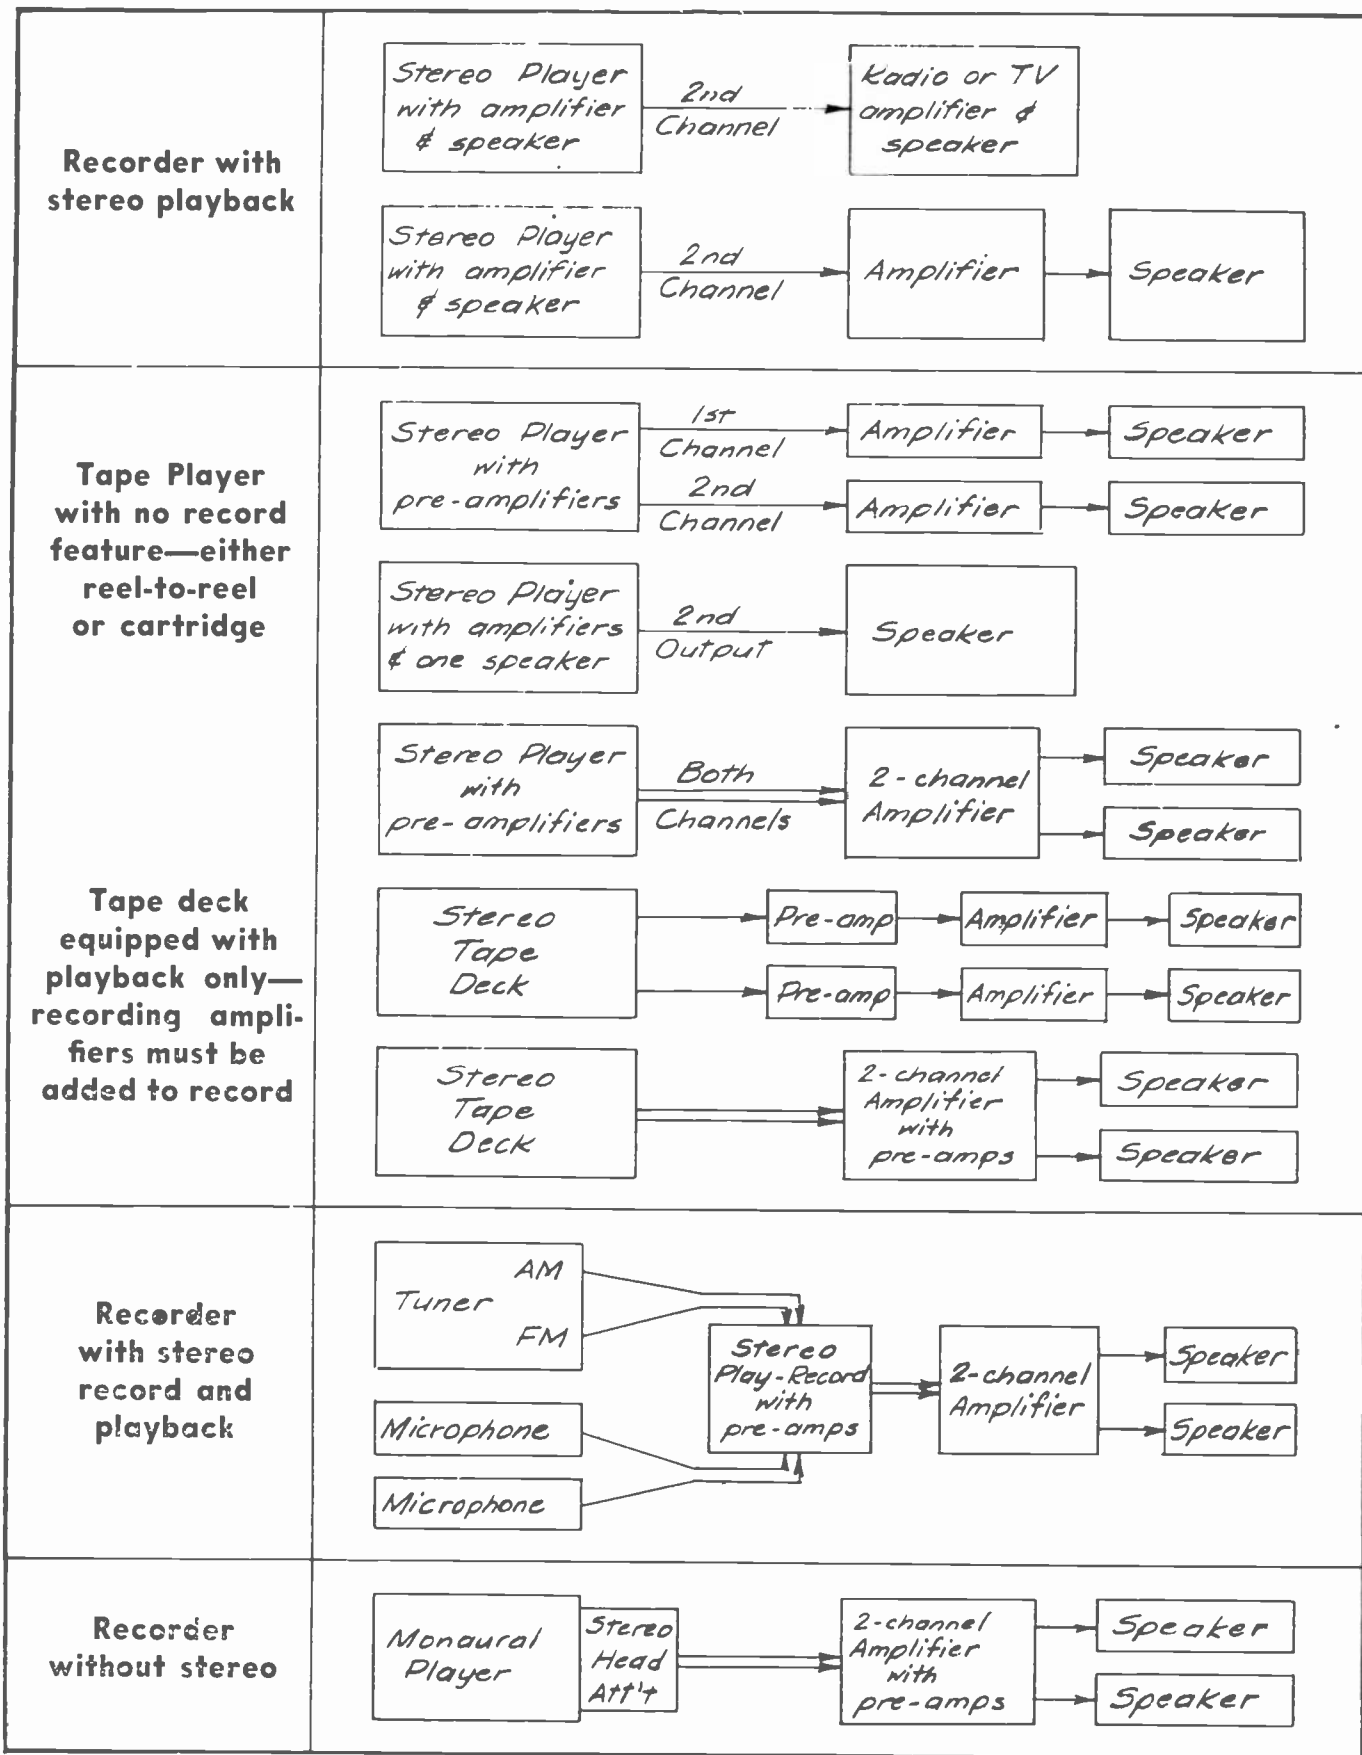 Recorder with
stereo playback
Stereo Player
with amplifier
& speaker
2nd
Channel
Radio or TV
amplifier &
speaker
Stereo Player
with amplifier
& speaker
2nd
Channel
Amplifier
Speaker
Tape Player
with no record
feature—either
reel-to-reel
or cartridge
Stereo Player
with
pre-amplifiers
1st
Channel
Amplifier
Speaker
2nd
Channel
Amplifier
Speaker
Stereo Player
with amplifiers
& one speaker
2nd
Output
Speaker
Stereo Player
with
pre-amplifiers
Both
Channels
2-channel
Amplifier
Speaker
Speaker
Tape deck
equipped with
playback only—
recording ampli-
fiers must be
added to record
Stereo
Tape
Deck
Pre-amp
Amplifier
Speaker
Pre-amp
Amplifier
Speaker
Stereo
Tape
Deck
2-channel
Amplifier
with
pre-amps
Speaker
Speaker
Recorder
with stereo
record and
playback
Tuner
AM
FM
Microphone
Microphone
Stereo
Play-Record
with
pre-amps
2-channel
Amplifier
Speaker
Speaker
Recorder
without stereo
Monaural
Player
Stereo
Head
Att't
2-channel
Amplifier
with
pre-amps
Speaker
Speaker